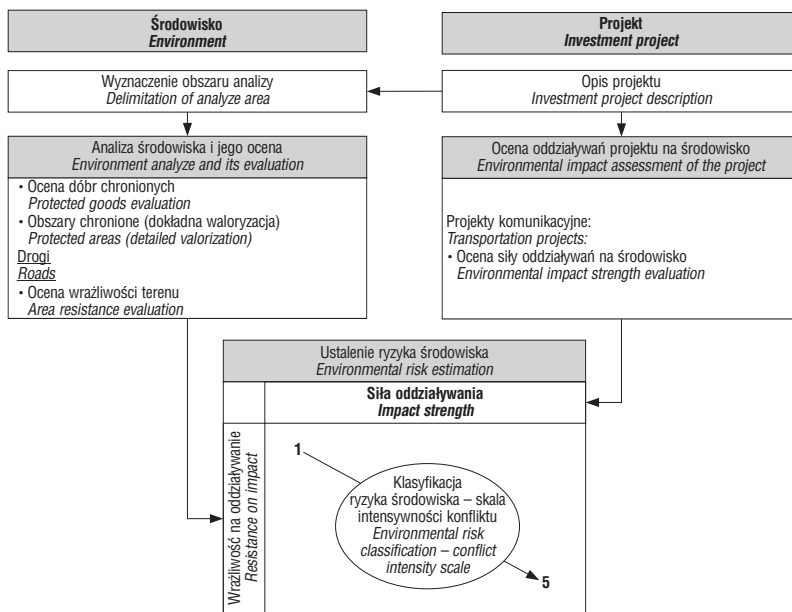 Środowisko
Environment
Projekt
Investment project
Wyznaczenie obszaru analizy
Delimitation of analyze area
Opis projektu
Investment project description
Analiza środowiska i jego ocena
Environment analyze and its evaluation
• Ocena dóbr chronionych
Protected goods evaluation
• Obszary chronione (dokładna waloryzacja)
Protected areas (detailed valorization)
Drogi
Roads
• Ocena wrażliwości terenu
Area resistance evaluation
Ocena oddziaływań projektu na środowisko
Environmental impact assessment of the project
Projekty komunikacyjne:
Transportation projects:
• Ocena siły oddziaływań na środowisko
Environmental impact strength evaluation
Ustalenie ryzyka środowiska
Environmental risk estimation
Siła oddziaływania
Impact strength
Wrażliwość na oddziaływanie
Resistance on impact
1
Klasyfikacja
ryzyka środowiska – skala
intensywności konfliktu
Environmental risk
classification – conflict
intensity scale
5